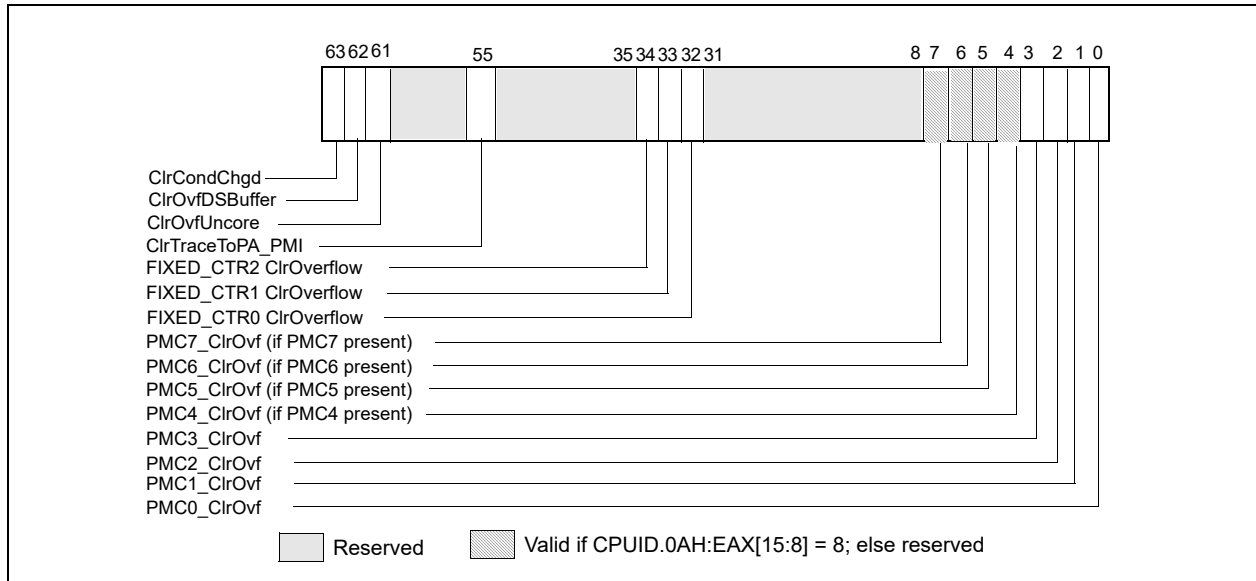 63 62 61 55 35 34 33 32 31 8 7 6 5 4 3 2 1 0
ClrCondChgd
ClrOvfDSBuffer
ClrOvfUncore
ClrTraceToPA_PMI
FIXED_CTR2 ClrOverflow
FIXED_CTR1 ClrOverflow
FIXED_CTR0 ClrOverflow
PMC7_ClrOvf (if PMC7 present)
PMC6_ClrOvf (if PMC6 present)
PMC5_ClrOvf (if PMC5 present)
PMC4_ClrOvf (if PMC4 present)
PMC3_ClrOvf
PMC2_ClrOvf
PMC1_ClrOvf
PMC0_ClrOvf
Reserved Valid if CPUID.0AH:EAX[15:8] = 8; else reserved